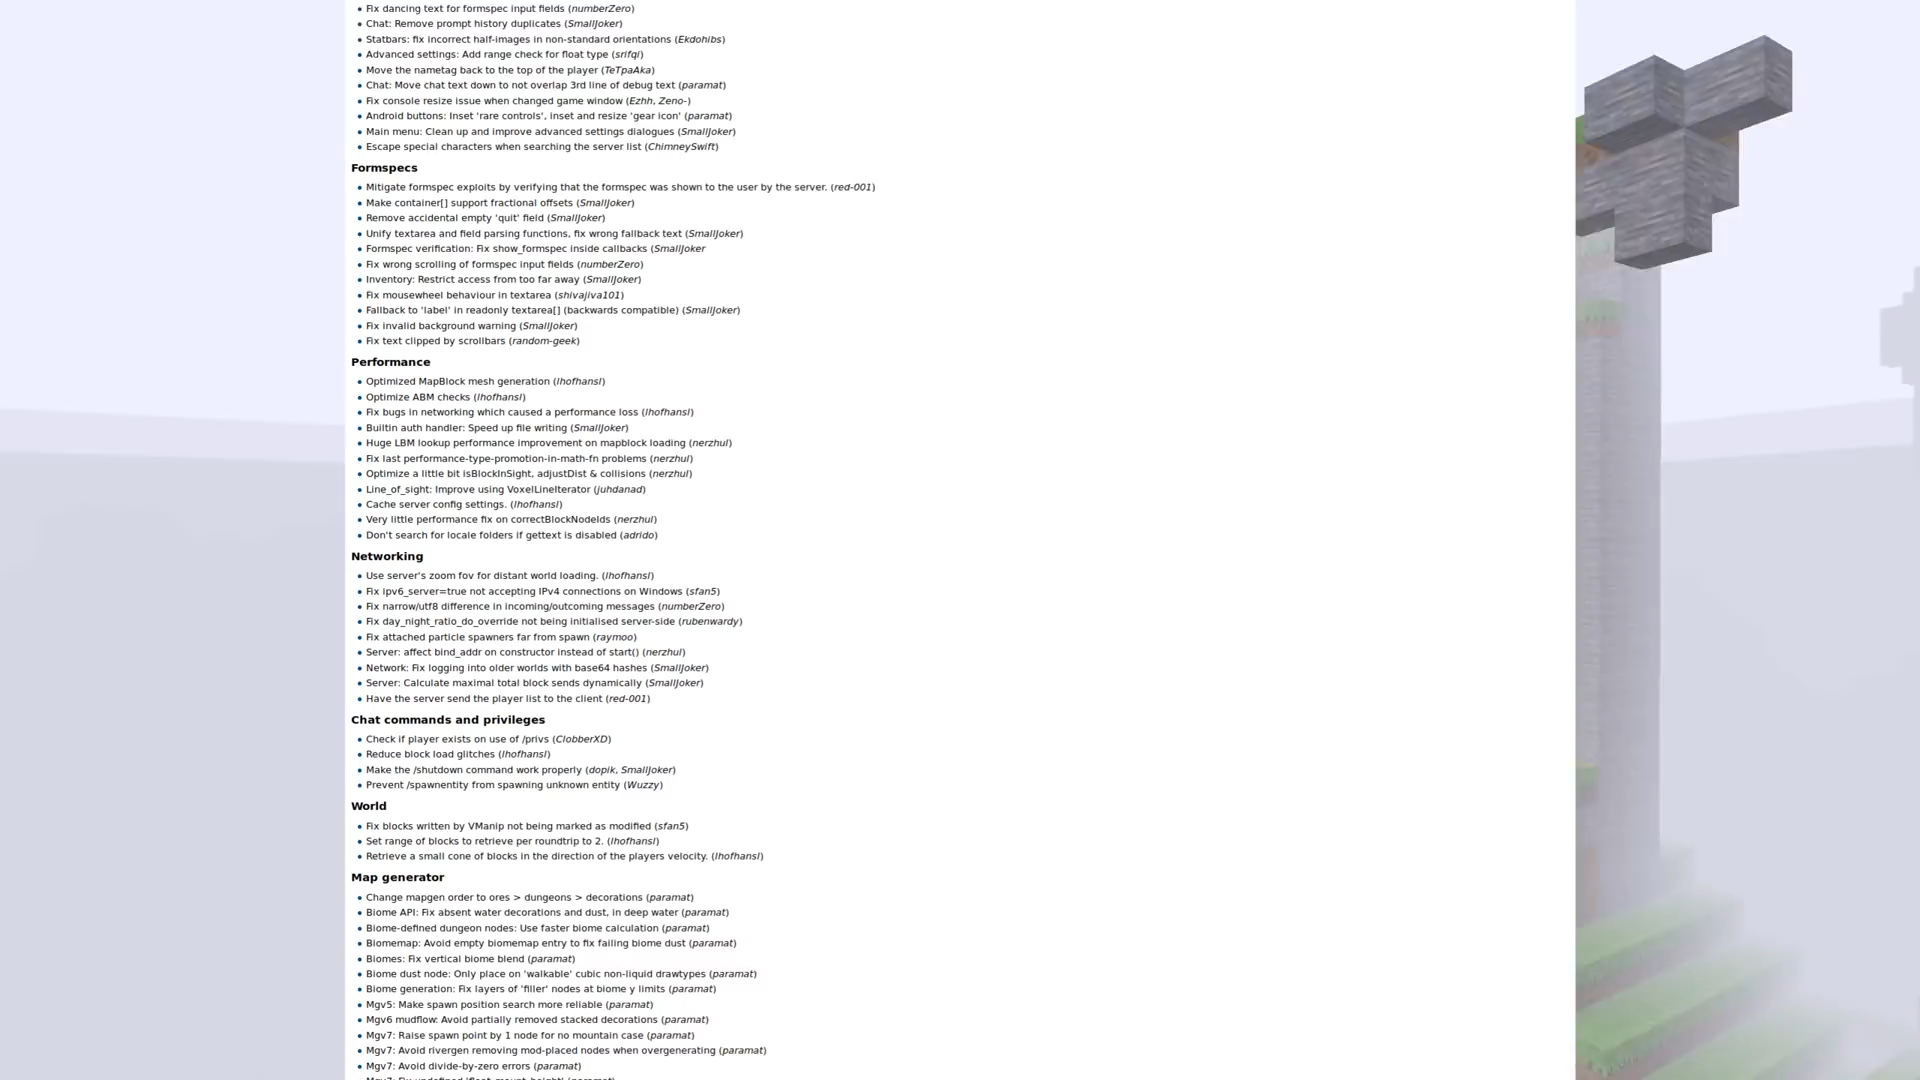 Fix dancing text for formspec input fields (numberZero)
Chat: Remove prompt history duplicates (SmallJoker)
Statbars: fix incorrect half-images in non-standard orientations (Ekdohibs)
Advanced settings: Add range check for float type (srifqi)
Move the nametag back to the top of the player (TeTpaAka)
Chat: Move chat text down to not overlap 3rd line of debug text (paramat)
Fix console resize issue when changed game window (Ezhh, Zeno-)
Android buttons: Inset 'rare controls', inset and resize 'gear icon' (paramat)
Main menu: Clean up and improve advanced settings dialogues (SmallJoker)
Escape special characters when searching the server list (ChimneySwift)
Formspecs
Mitigate formspec exploits by verifying that the formspec was shown to the user by the server. (red-001)
Make container[] support fractional offsets (SmallJoker)
Remove accidental empty 'quit' field (SmallJoker)
Unify textarea and field parsing functions, fix wrong fallback text (SmallJoker)
Formspec verification: Fix show_formspec inside callbacks (SmallJoker
Fix wrong scrolling of formspec input fields (numberZero)
Inventory: Restrict access from too far away (SmallJoker)
Fix mousewheel behaviour in textarea (shivajiva101)
Fallback to 'label' in readonly textarea[] (backwards compatible) (SmallJoker)
Fix invalid background warning (SmallJoker)
Fix text clipped by scrollbars (random-geek)
Performance
Optimized MapBlock mesh generation (lhofhansl)
Optimize ABM checks (lhofhansl)
Fix bugs in networking which caused a performance loss (lhofhansl)
Builtin auth handler: Speed up file writing (SmallJoker)
Huge LBM lookup performance improvement on mapblock loading (nerzhul)
Fix last performance-type-promotion-in-math-fn problems (nerzhul)
Optimize a little bit isBlockInSight, adjustDist & collisions (nerzhul)
Line_of_sight: Improve using VoxelLineIterator (juhdanad)
Cache server config settings. (lhofhansl)
Very little performance fix on correctBlockNodeIds (nerzhul)
Don't search for locale folders if gettext is disabled (adrido)
Networking
Use server's zoom fov for distant world loading. (lhofhansl)
Fix ipv6_server=true not accepting IPv4 connections on Windows (sfan5)
Fix narrow/utf8 difference in incoming/outcoming messages (numberZero)
Fix day_night_ratio_do_override not being initialised server-side (rubenwardy)
Fix attached particle spawners far from spawn (raymoo)
Server: affect bind_addr on constructor instead of start() (nerzhul)
Network: Fix logging into older worlds with base64 hashes (SmallJoker)
Server: Calculate maximal total block sends dynamically (SmallJoker)
Have the server send the player list to the client (red-001)
Chat commands and privileges
Check if player exists on use of /privs (ClobberXD)
Reduce block load glitches (lhofhansl)
Make the /shutdown command work properly (dopik, SmallJoker)
Prevent /spawnentity from spawning unknown entity (Wuzzy)
World
Fix blocks written by VManip not being marked as modified (sfan5)
Set range of blocks to retrieve per roundtrip to 2. (lhofhansl)
Retrieve a small cone of blocks in the direction of the players velocity. (lhofhansl)
Map generator
Change mapgen order to ores > dungeons > decorations (paramat)
Biome API: Fix absent water decorations and dust, in deep water (paramat)
Biome-defined dungeon nodes: Use faster biome calculation (paramat)
Biomemap: Avoid empty biomemap entry to fix failing biome dust (paramat)
Biomes: Fix vertical biome blend (paramat)
Biome dust node: Only place on 'walkable' cubic non-liquid drawtypes (paramat)
Biome generation: Fix layers of 'filler' nodes at biome y limits (paramat)
Mgv5: Make spawn position search more reliable (paramat)
Mgv6 mudflow: Avoid partially removed stacked decorations (paramat)
Mgv7: Raise spawn point by 1 node for no mountain case (paramat)
Mgv7: Avoid rivergen removing mod-placed nodes when overgenerating (paramat)
Mgv7: Avoid divide-by-zero errors (paramat)